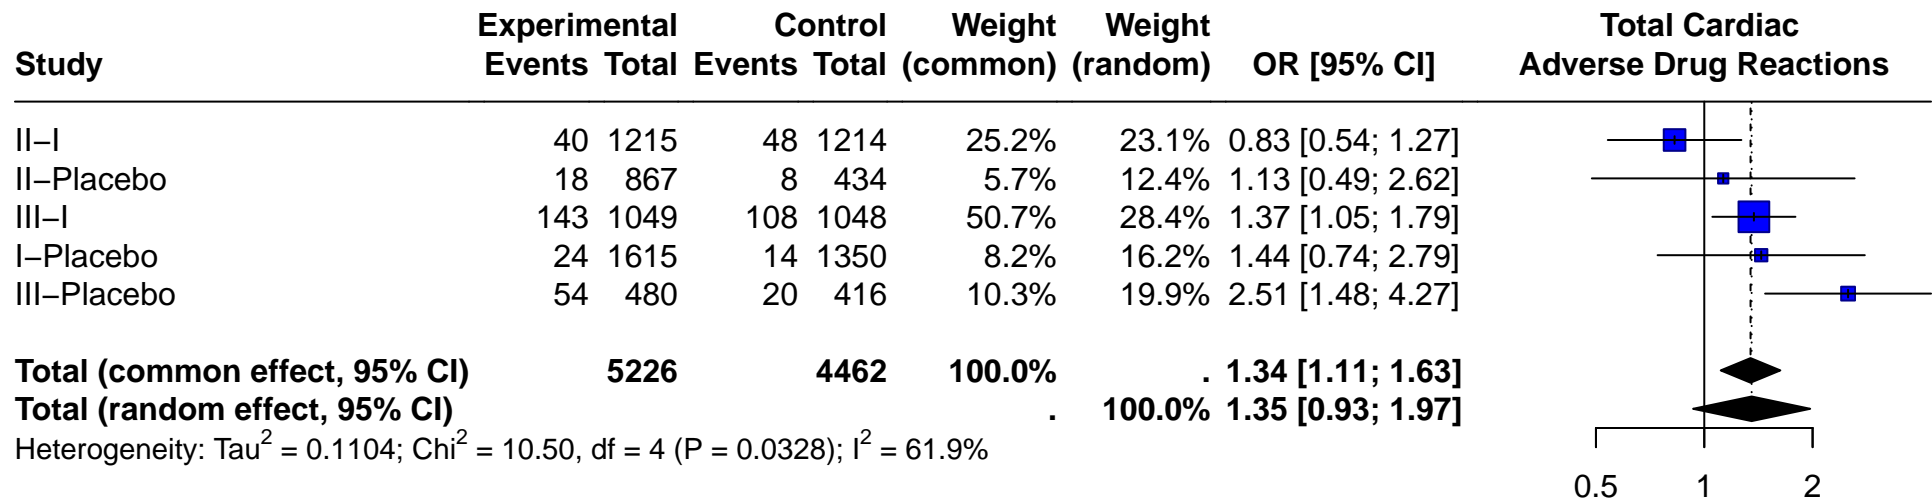 Experimental Control Weight Weight Total Cardiac
Study Events Total Events Total (common) (random) OR [95% CI] Adverse Drug Reactions
II−I 40 1215 48 1214 25.2% 23.1% 0.83 [0.54; 1.27]
II−Placebo 18 867 8 434 5.7% 12.4% 1.13 [0.49; 2.62]
III−I 143 1049 108 1048 50.7% 28.4% 1.37 [1.05; 1.79]
I−Placebo 24 1615 14 1350 8.2% 16.2% 1.44 [0.74; 2.79]
III−Placebo 54 480 20 416 10.3% 19.9% 2.51 [1.48; 4.27]
Total (common effect, 95% CI) 5226 4462 100.0% . 1.34 [1.11; 1.63]
Total (random effect, 95% CI) . 100.0% 1.35 [0.93; 1.97]
Heterogeneity: Tau² = 0.1104; Chi² = 10.50, df = 4 (P = 0.0328); I² = 61.9%
0.5 1 2